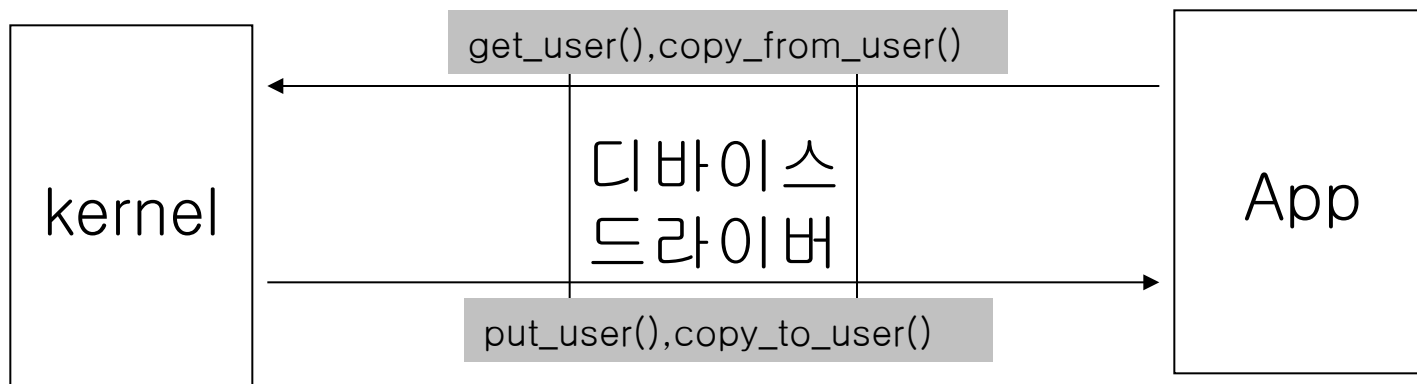 get_user(),copy_from_user()
kernel
디바이스
드라이버
App
put_user(),copy_to_user()